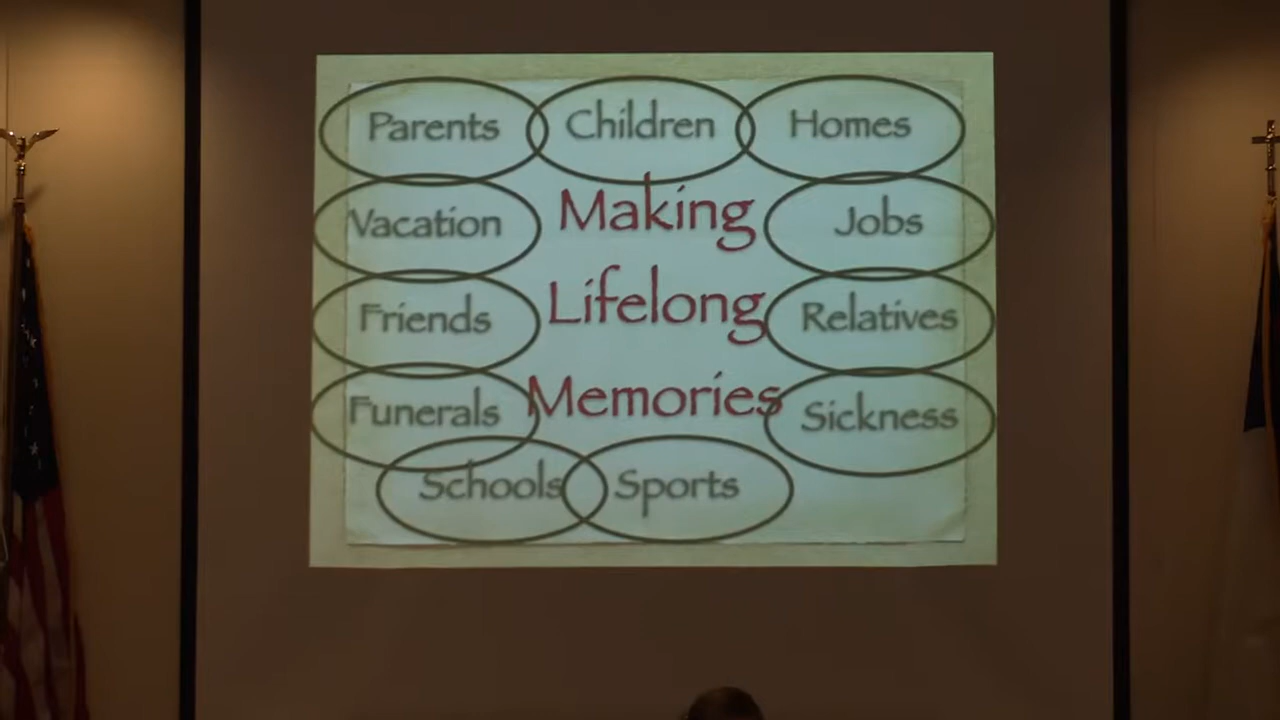 Parents Children Homes
Making
Vacation Jobs
Lifelong
Friends Relatives
Memories
Funerals Sickness
Schools Sports